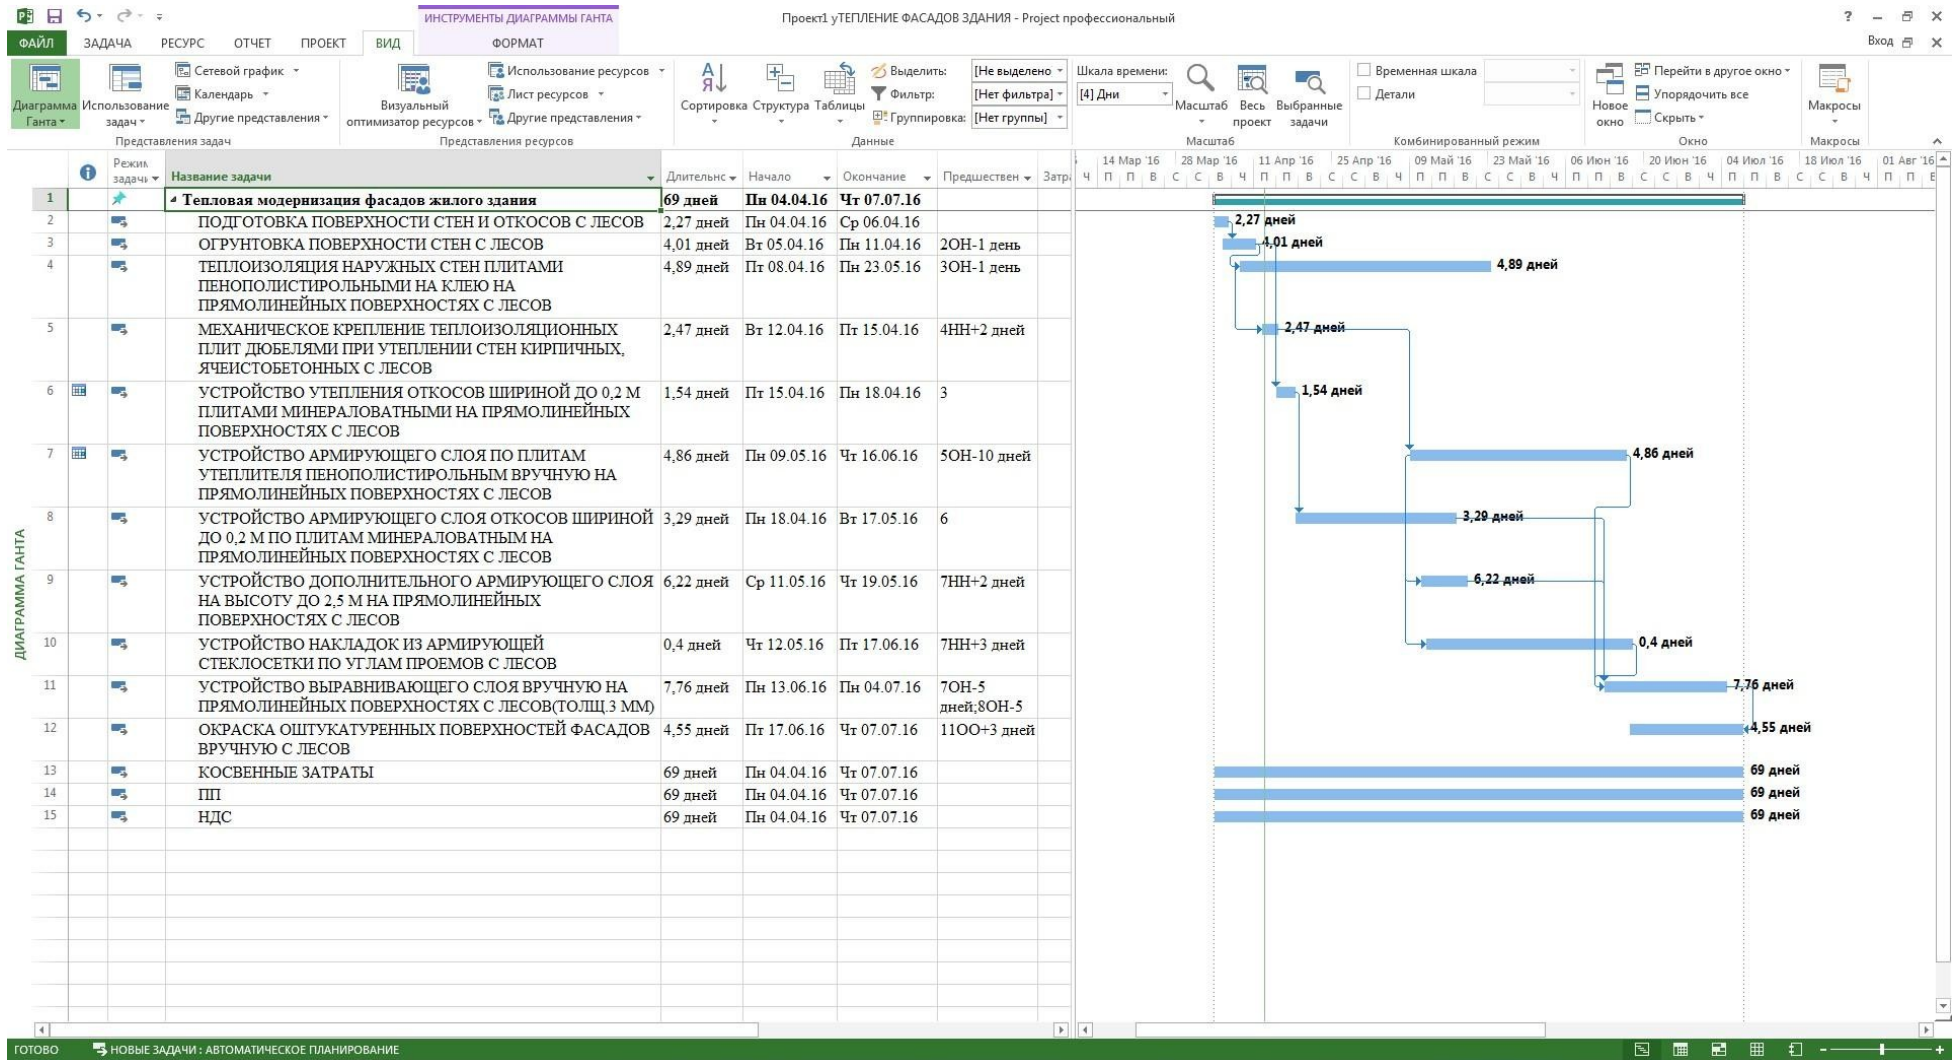 ИНСТРУМЕНТЫ ДИАГРАММЫ ГАНТА
Проект1 уТЕПЛЕНИЕ ФАСАДОВ ЗДАНИЯ - Project профессиональный
ФАЙЛ ЗАДАЧА РЕСУРС ОТЧЕТ ПРОЕКТ ВИД ФОРМАТ
Вход
Диаграмма Ганта
Использование задач
Сетевой график
Календарь
Другие представления
Представления задач
Визуальный оптимизатор ресурсов
Использование ресурсов
Лист ресурсов
Другие представления
Представления ресурсов
Сортировка Структура Таблицы
Выделить: [Не выделено
Фильтр: [Нет фильтра]
Группировка: [Нет группы]
Данные
Шкала времени:
[4] Дни
Масштаб
Весь проект
Выбранные задачи
Масштаб
Временная шкала
Детали
Комбинированный режим
Новое окно
Перейти в другое окно
Упорядочить все
Скрыть
Окно
Макросы
Макросы
Режим задачи Название задачи Длительнс Начало Окончание Предшествен Затра
14 Мар '16 28 Мар '16 11 Апр '16 25 Апр '16 09 Май '16 23 Май '16 06 Июн '16 20 Июн '16 04 Июл '16 18 Июл '16 01 Авг '16
Ч П П В С С В Ч П П В С С В Ч П П В С С В Ч П П В С С В Ч П П В С С В Ч П П В
1 Тепловая модернизация фасадов жилого здания 69 дней Пн 04.04.16 Чт 07.07.16
2 ПОДГОТОВКА ПОВЕРХНОСТИ СТЕН И ОТКОСОВ С ЛЕСОВ 2,27 дней Пн 04.04.16 Ср 06.04.16
2,27 дней
3 ОГРУНТОВКА ПОВЕРХНОСТИ СТЕН С ЛЕСОВ 4,01 дней Вт 05.04.16 Пн 11.04.16 2ОН-1 день
4,01 дней
4 ТЕПЛОИЗОЛЯЦИЯ НАРУЖНЫХ СТЕН ПЛИТАМИ 4,89 дней Пт 08.04.16 Пн 23.05.16 3ОН-1 день
ПЕНОПОЛИСТИРОЛЬНЫМИ НА КЛЕЮ НА
ПРЯМОЛИНЕЙНЫХ ПОВЕРХНОСТЯХ С ЛЕСОВ
4,89 дней
5 МЕХАНИЧЕСКОЕ КРЕПЛЕНИЕ ТЕПЛОИЗОЛЯЦИОННЫХ 2,47 дней Вт 12.04.16 Пт 15.04.16 4НН+2 дней
ПЛИТ ДЮБЕЛЯМИ ПРИ УТЕПЛЕНИИ СТЕН КИРПИЧНЫХ,
ЯЧЕИСТОБЕТОННЫХ С ЛЕСОВ
2,47 дней
6 УСТРОЙСТВО УТЕПЛЕНИЯ ОТКОСОВ ШИРИНОЙ ДО 0,2 М 1,54 дней Пт 15.04.16 Пн 18.04.16 3
ПЛИТАМИ МИНЕРАЛОВАТНЫМИ НА ПРЯМОЛИНЕЙНЫХ
ПОВЕРХНОСТЯХ С ЛЕСОВ
1,54 дней
7 УСТРОЙСТВО АРМИРУЮЩЕГО СЛОЯ ПО ПЛИТАМ 4,86 дней Пн 09.05.16 Чт 16.06.16 5ОН-10 дней
УТЕПЛИТЕЛЯ ПЕНОПОЛИСТИРОЛЬНЫМ ВРУЧНУЮ НА
ПРЯМОЛИНЕЙНЫХ ПОВЕРХНОСТЯХ С ЛЕСОВ
4,86 дней
8 УСТРОЙСТВО АРМИРУЮЩЕГО СЛОЯ ОТКОСОВ ШИРИНОЙ 3,29 дней Пн 18.04.16 Вт 17.05.16 6
ДО 0,2 М ПО ПЛИТАМ МИНЕРАЛОВАТНЫМ НА
ПРЯМОЛИНЕЙНЫХ ПОВЕРХНОСТЯХ С ЛЕСОВ
3,29 дней
9 УСТРОЙСТВО ДОПОЛНИТЕЛЬНОГО АРМИРУЮЩЕГО СЛОЯ 6,22 дней Ср 11.05.16 Чт 19.05.16 7НН+2 дней
НА ВЫСОТУ ДО 2,5 М НА ПРЯМОЛИНЕЙНЫХ
ПОВЕРХНОСТЯХ С ЛЕСОВ
6,22 дней
10 УСТРОЙСТВО НАКЛАДОК ИЗ АРМИРУЮЩЕЙ 0,4 дней Чт 12.05.16 Пт 17.06.16 7НН+3 дней
СТЕКЛОСЕТКИ ПО УГЛАМ ПРОЕМОВ С ЛЕСОВ
0,4 дней
11 УСТРОЙСТВО ВЫРАВНИВАЮЩЕГО СЛОЯ ВРУЧНУЮ НА 7,76 дней Пн 13.06.16 Пн 04.07.16 7ОН-5
ПРЯМОЛИНЕЙНЫХ ПОВЕРХНОСТЯХ С ЛЕСОВ(ТОЛЩ.3 ММ) дней;8ОН-5
7,76 дней
12 ОКРАСКА ОШТУКАТУРЕННЫХ ПОВЕРХНОСТЕЙ ФАСАДОВ 4,55 дней Пт 17.06.16 Чт 07.07.16 11ОО+3 дней
ВРУЧНУЮ С ЛЕСОВ
4,55 дней
13 КОСВЕННЫЕ ЗАТРАТЫ 69 дней Пн 04.04.16 Чт 07.07.16
69 дней
14 ПП 69 дней Пн 04.04.16 Чт 07.07.16
69 дней
15 НДС 69 дней Пн 04.04.16 Чт 07.07.16
69 дней
ДИАГРАММА ГАНТА
ГОТОВО НОВЫЕ ЗАДАЧИ : АВТОМАТИЧЕСКОЕ ПЛАНИРОВАНИЕ